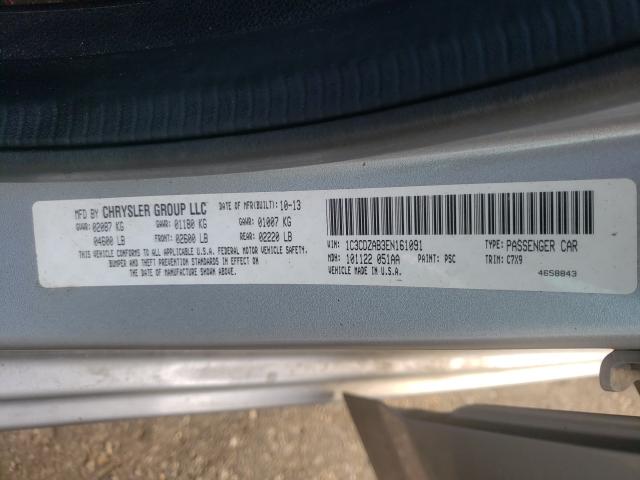 MFD BY CHRYSLER GROUP LLC DATE OF MFR(BUILT): 10-13
GVWR: 02087 KG GAWR: 01180 KG GAWR: 01007 KG
04600 LB FRONT: 02600 LB REAR: 02220 LB
THIS VEHICLE CONFORMS TO ALL APPLICABLE U.S.A. FEDERAL MOTOR VEHICLE SAFETY,
BUMPER AND THEFT PREVENTION STANDARDS IN EFFECT ON THE
DATE OF MANUFACTURE SHOWN ABOVE.
VIN: 1C3CDZAB3EN161091 TYPE: PASSENGER CAR
MDH: 101122 051AA PAINT: PSC TRIM: C7X9
VEHICLE MADE IN U.S.A.
4658843